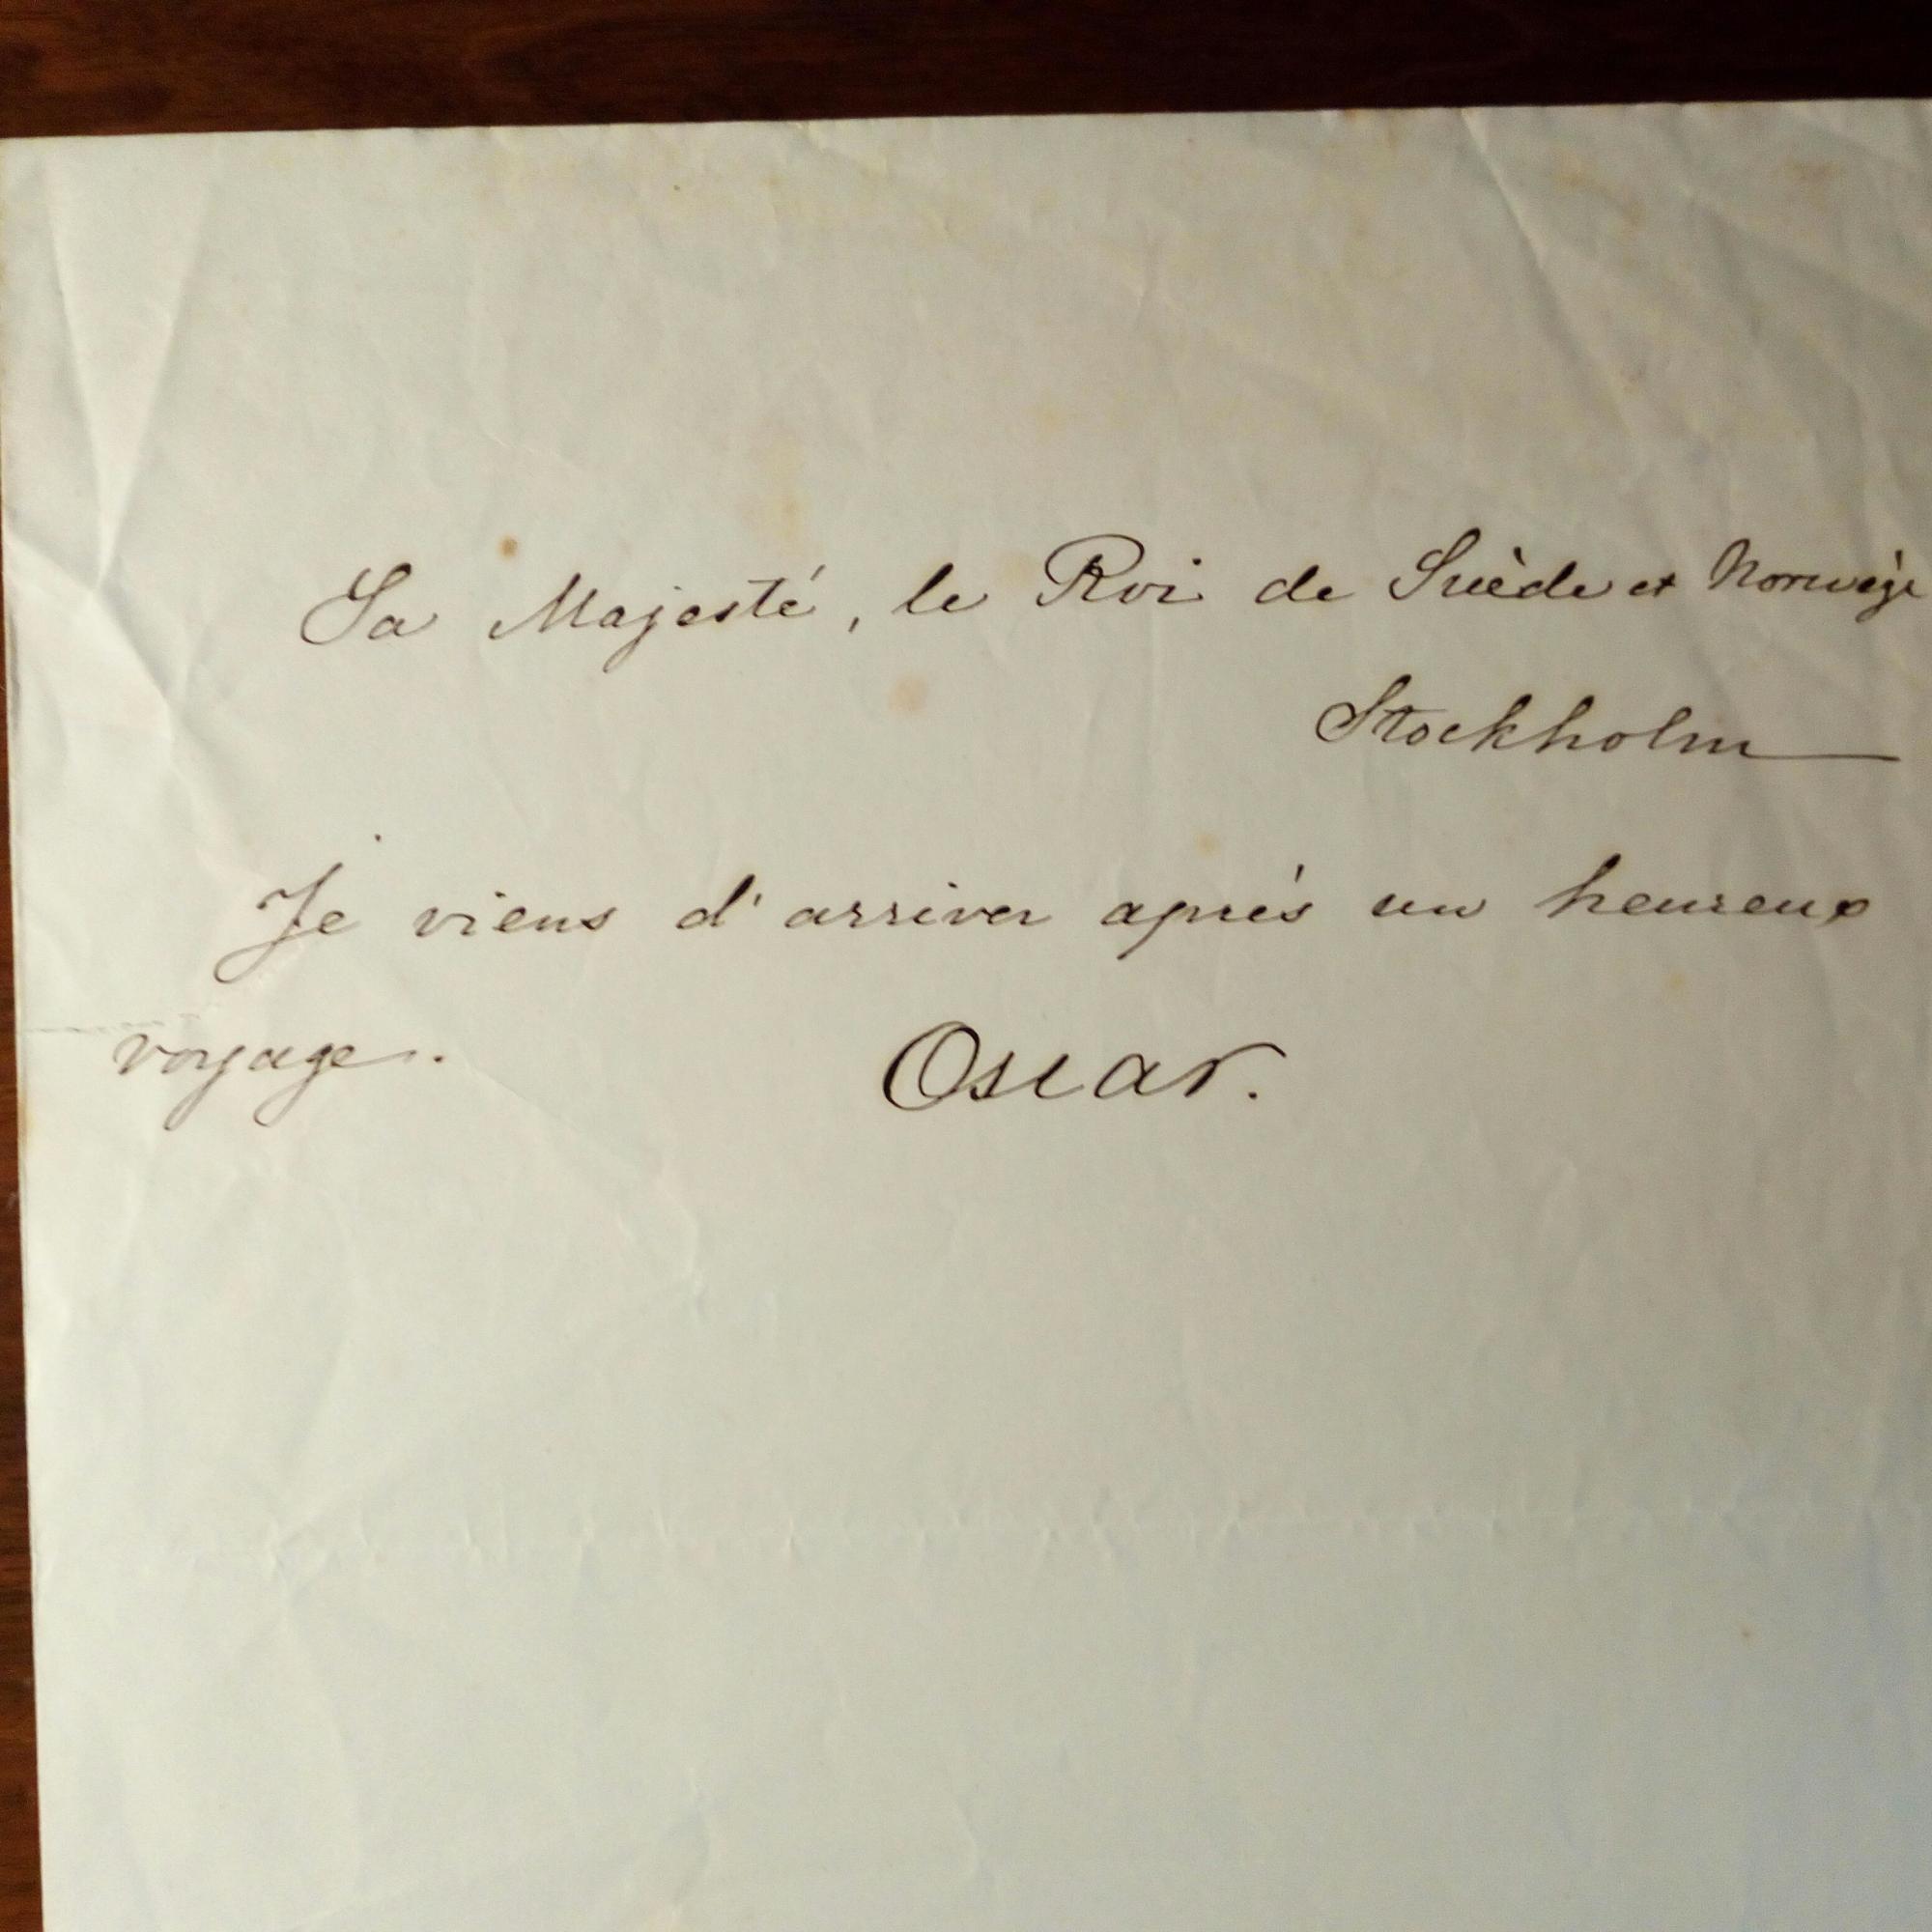 Sa Majesté, le Roi de Suède et Norwège
Stockholm
Je viens d'arriver après un heureux
voyage.
Oscar.